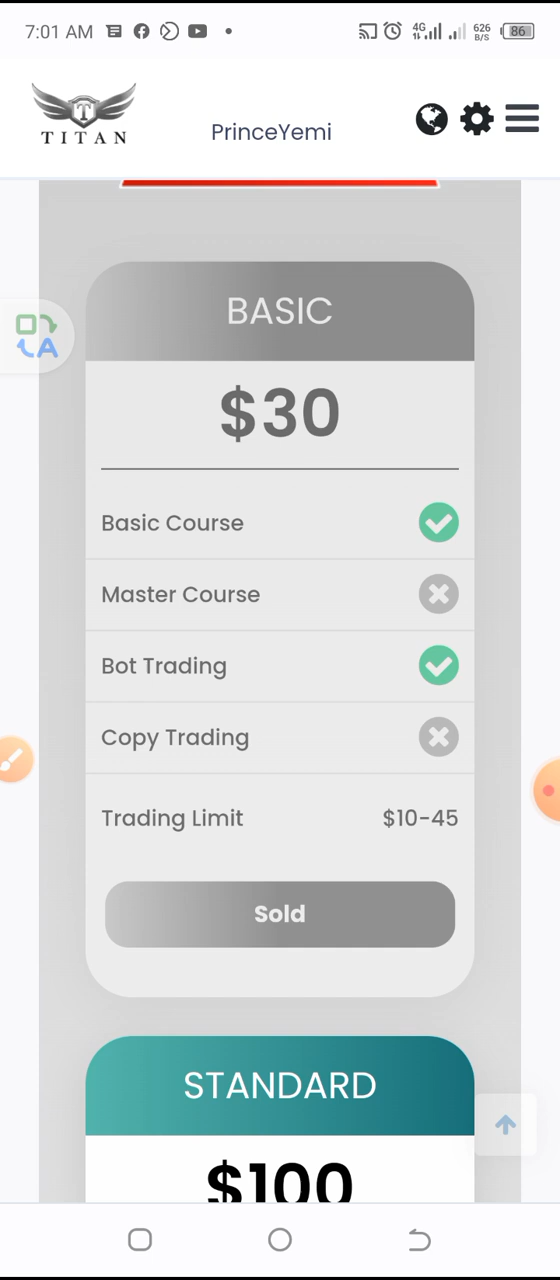 7:01 AM
4G
626
B/S
86
TITAN
PrinceYemi
BASIC
$30
Basic Course
Master Course
Bot Trading
Copy Trading
Trading Limit $10-45
Sold
STANDARD
$100